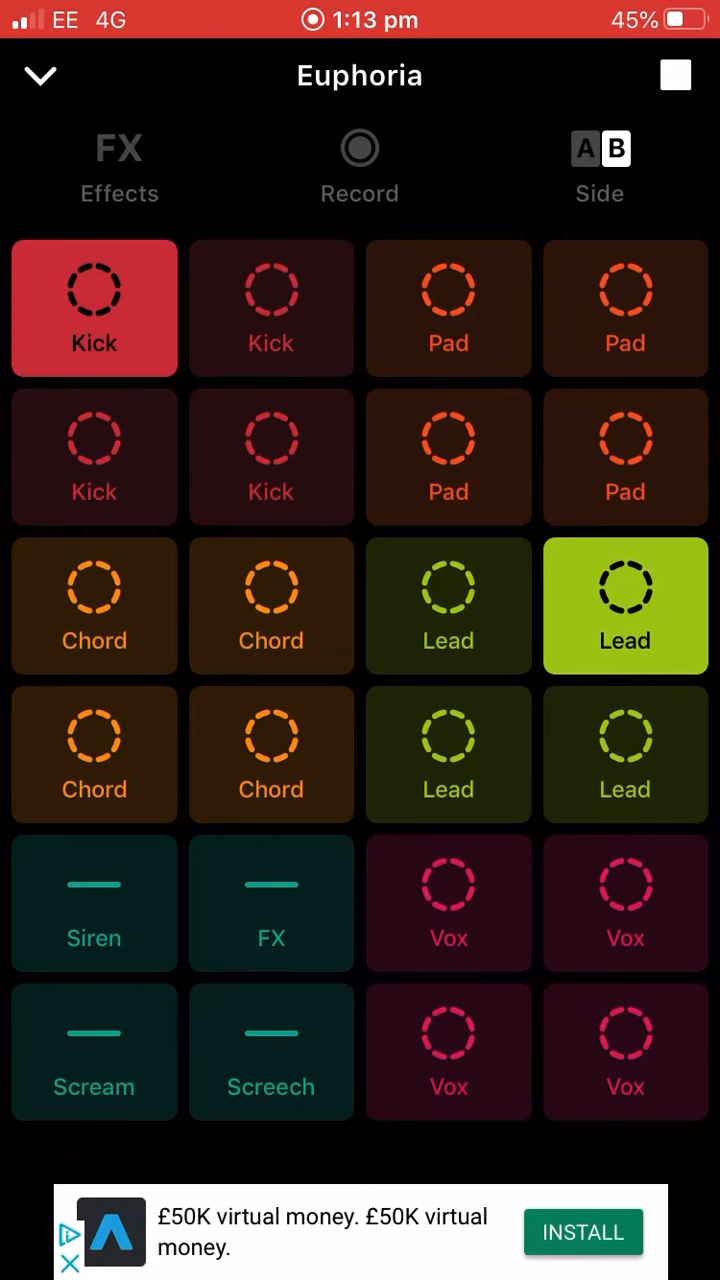 EE 4G 1:13 pm 45%
Euphoria
FX A B
Effects Record Side
Kick Kick Pad Pad
Kick Kick Pad Pad
Chord Chord Lead Lead
Chord Chord Lead Lead
Siren FX Vox Vox
Scream Screech Vox Vox
£50K virtual money. £50K virtual
money.
INSTALL